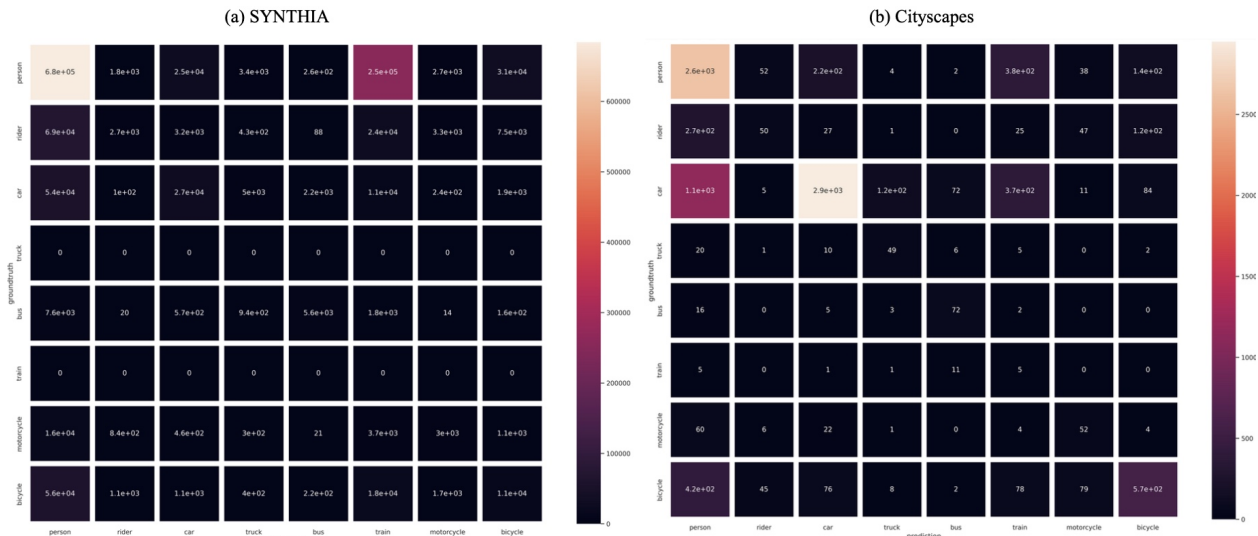 (a) SYNTHIA
person 6.8e+05 1.8e+03 2.5e+04 3.4e+03 2.6e+02 2.5e+05 2.7e+03 3.1e+04
rider 6.9e+04 2.7e+03 3.2e+03 4.3e+02 88 2.4e+04 3.3e+03 7.5e+03
car 5.4e+04 1e+02 2.7e+04 5e+03 2.2e+03 1.1e+04 2.4e+02 1.9e+03
truck 0 0 0 0 0 0 0 0
groundtruth
bus 7.6e+03 20 5.7e+02 9.4e+02 5.6e+03 1.8e+03 14 1.6e+02
train 0 0 0 0 0 0 0 0
motorcycle 1.6e+04 8.4e+02 4.6e+02 3e+02 21 3.7e+03 3e+03 1.1e+03
bicycle 5.6e+04 1.1e+03 1.1e+03 4e+02 2.2e+02 1.8e+04 1.7e+03 1.1e+04
person rider car truck bus train motorcycle bicycle
600000
500000
400000
300000
200000
100000
0
(b) Cityscapes
person 2.6e+03 52 2.2e+02 4 2 3.8e+02 38 1.4e+02
rider 2.7e+02 50 27 1 0 25 47 1.2e+02
car 1.1e+03 5 2.9e+03 1.2e+02 72 3.7e+02 11 84
truck 20 1 10 49 6 5 0 2
groundtruth
bus 16 0 5 3 72 2 0 0
train 5 0 1 1 11 5 0 0
motorcycle 60 6 22 1 0 4 52 4
bicycle 4.2e+02 45 76 8 2 78 79 5.7e+02
person rider car truck bus train motorcycle bicycle
2500
2000
1500
1000
500
0